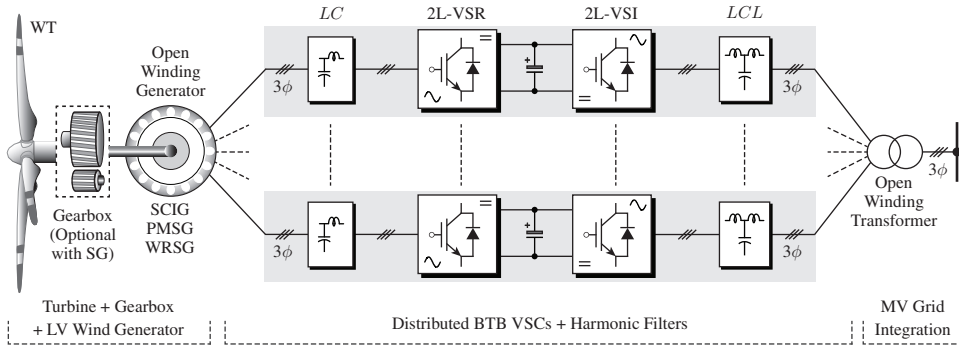 WT
Open
Winding
Generator
LC
2L-VSR
2L-VSI
LCL
3ϕ
+
3ϕ
Gearbox
(Optional
with SG)
SCIG
PMSG
WRSG
3ϕ
+
3ϕ
Open
Winding
Transformer
3ϕ
Turbine + Gearbox
+ LV Wind Generator
Distributed BTB VSCs + Harmonic Filters
MV Grid
Integration